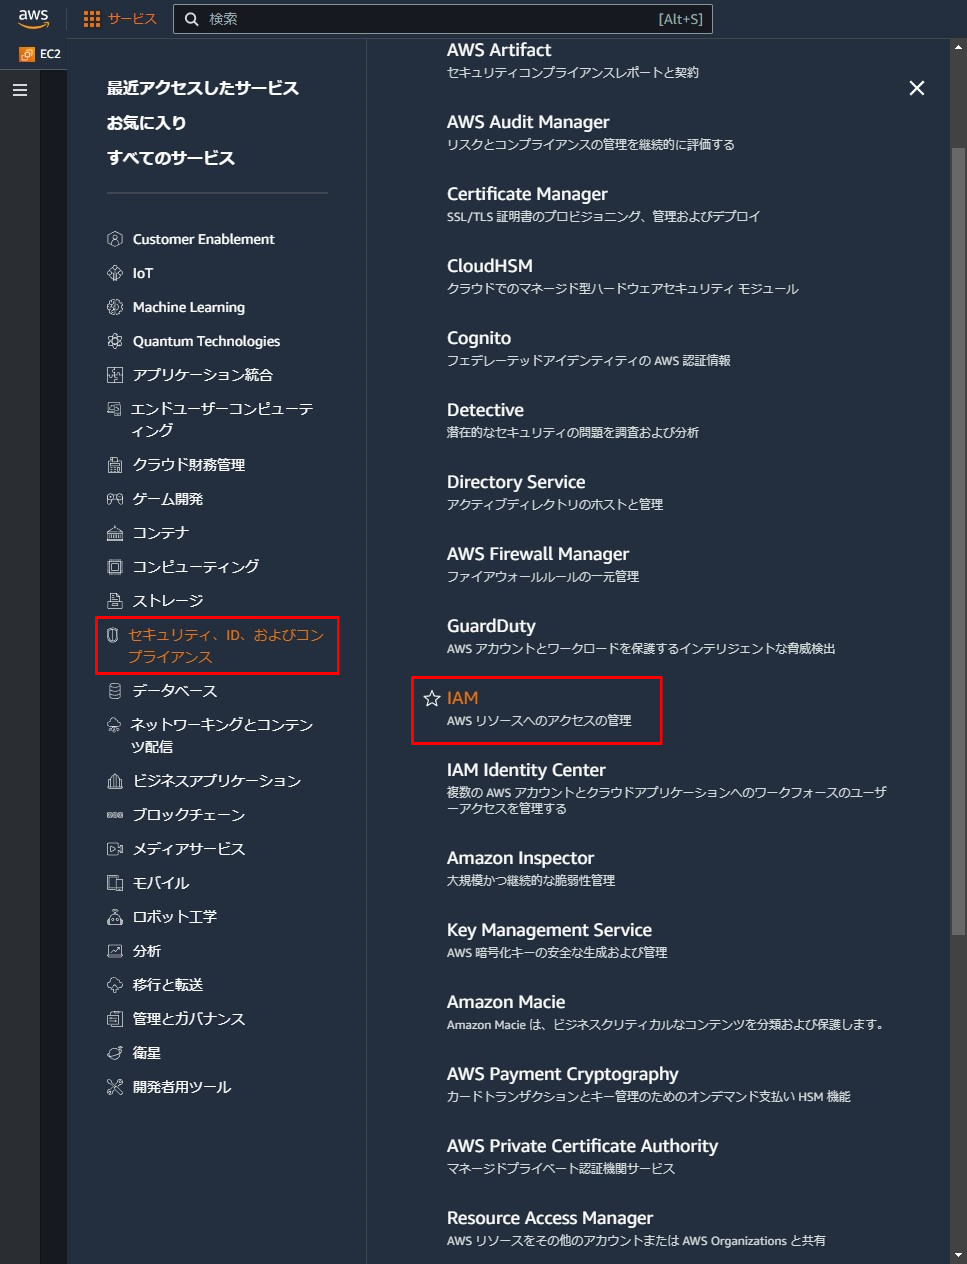 aws
サービス
検索
[Alt+S]
EC2
最近アクセスしたサービス
お気に入り
すべてのサービス
Customer Enablement
IoT
Machine Learning
Quantum Technologies
アプリケーション統合
エンドユーザーコンピューテ
ィング
クラウド財務管理
ゲーム開発
コンテナ
コンピューティング
ストレージ
セキュリティ、ID、およびコン
プライアンス
データベース
ネットワーキングとコンテン
ツ配信
ビジネスアプリケーション
ブロックチェーン
メディアサービス
モバイル
ロボット工学
分析
移行と転送
管理とガバナンス
衛星
開発者用ツール
AWS Artifact
セキュリティコンプライアンスレポートと契約
AWS Audit Manager
リスクとコンプライアンスの管理を継続的に評価する
Certificate Manager
SSL/TLS 証明書のプロビジョニング、管理およびデプロイ
CloudHSM
クラウドでのマネージド型ハードウェアセキュリティ モジュール
Cognito
フェデレーテッドアイデンティティの AWS 認証情報
Detective
潜在的なセキュリティの問題を調査および分析
Directory Service
アクティブディレクトリのホストと管理
AWS Firewall Manager
ファイアウォールルールの一元管理
GuardDuty
AWS アカウントとワークロードを保護するインテリジェントな脅威検出
IAM
AWS リソースへのアクセスの管理
IAM Identity Center
複数の AWS アカウントとクラウドアプリケーションへのワークフォースのユーザ
ーアクセスを管理する
Amazon Inspector
大規模かつ継続的な脆弱性管理
Key Management Service
AWS 暗号化キーの安全な生成および管理
Amazon Macie
Amazon Macie は、ビジネスクリティカルなコンテンツを分類および保護します。
AWS Payment Cryptography
カードトランザクションとキー管理のためのオンデマンド支払い HSM 機能
AWS Private Certificate Authority
マネージドプライベート認証機関サービス
Resource Access Manager
AWS リソースをその他のアカウントまたは AWS Organizations と共有